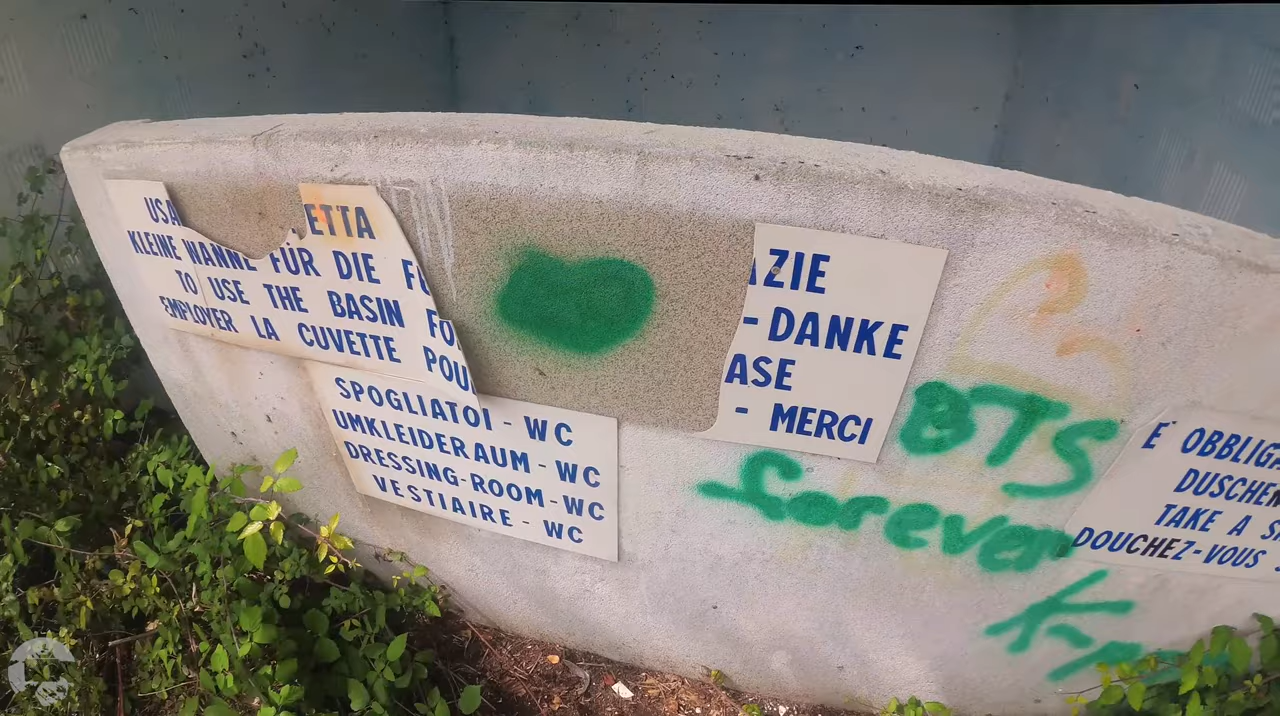 USA ETTA
KLEINE WANNE FÜR DIE FU
TO USE THE BASIN FO
EMPLOYER LA CUVETTE POU
SPOGLIATOI - WC
UMKLEIDERAUM - WC
DRESSING-ROOM - WC
VESTIAIRE - WC
AZIE
- DANKE
ASE
- MERCI
BTS
forever
K-P
E' OBBLIGA
DUSCHEN
TAKE A S
DOUCHEZ-VOUS